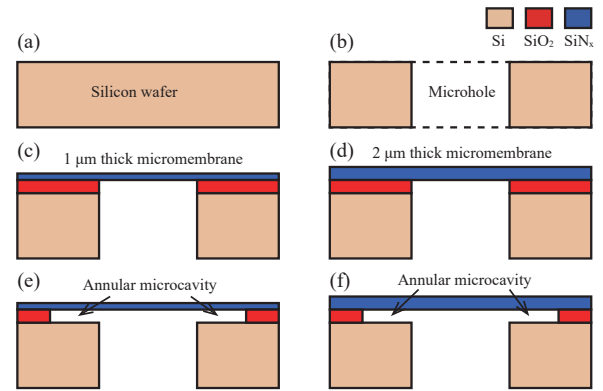 Si SiO₂ SiNₓ
(a) (b)
Silicon wafer
Microhole
(c) 1 μm thick micromembrane
(d) 2 μm thick micromembrane
(e) Annular microcavity
(f) Annular microcavity